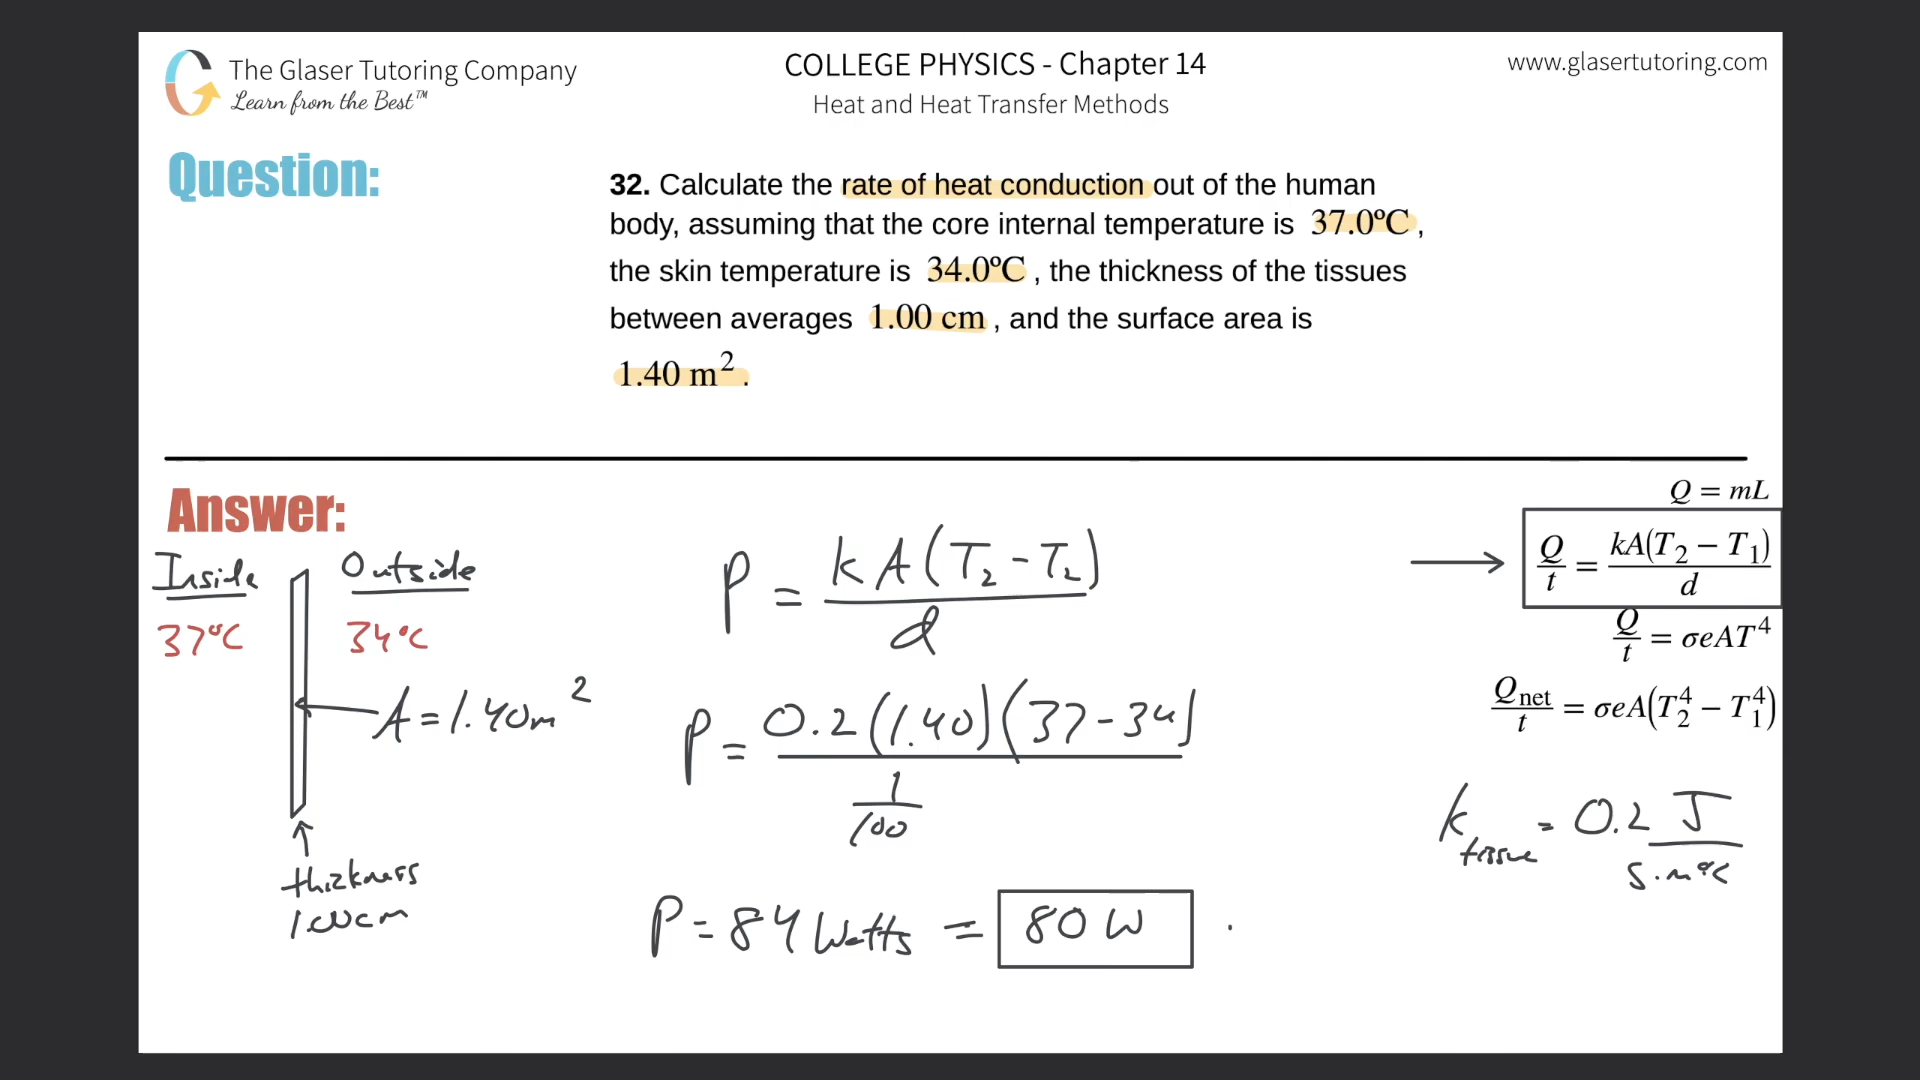 The Glaser Tutoring Company
Learn from the Best™
COLLEGE PHYSICS - Chapter 14
Heat and Heat Transfer Methods
www.glasertutoring.com
Question:
32. Calculate the rate of heat conduction out of the human
body, assuming that the core internal temperature is 37.0ºC ,
the skin temperature is 34.0ºC , the thickness of the tissues
between averages 1.00 cm , and the surface area is
1.40 m² .
Answer:
Inside
Outside
37°C
34°C
A = 1.40m²
thickness
1.00cm
P = kA(T₂ - T₂) / d
P = 0.2(1.40)(37-34) / (1/100)
P = 84 Watts = 80 W
Q = mL
Q/t = kA(T₂ − T₁)/d
Q/t = σeAT⁴
Qnet/t = σeA(T₂⁴ − T₁⁴)
k tissue = 0.2 J / s·m°C